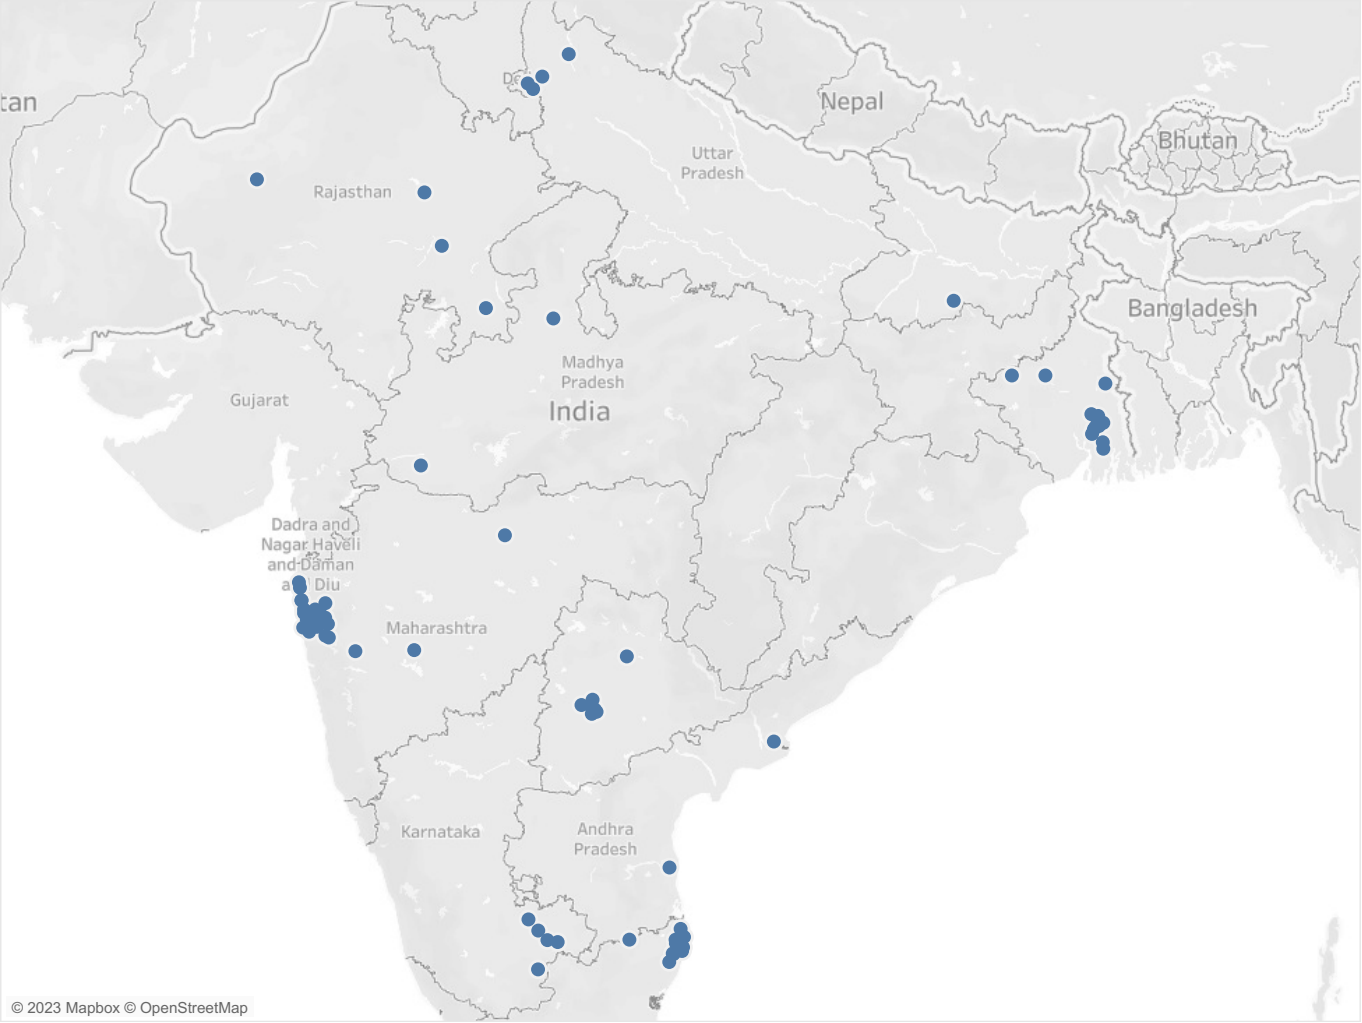 tan
Nepal
Bhutan
Uttar
Pradesh
Rajasthan
Bangladesh
Madhya
Pradesh
India
Gujarat
Dadra and
Nagar Haveli
and Daman
Diu
Maharashtra
Karnataka
Andhra
Pradesh
© 2023 Mapbox © OpenStreetMap